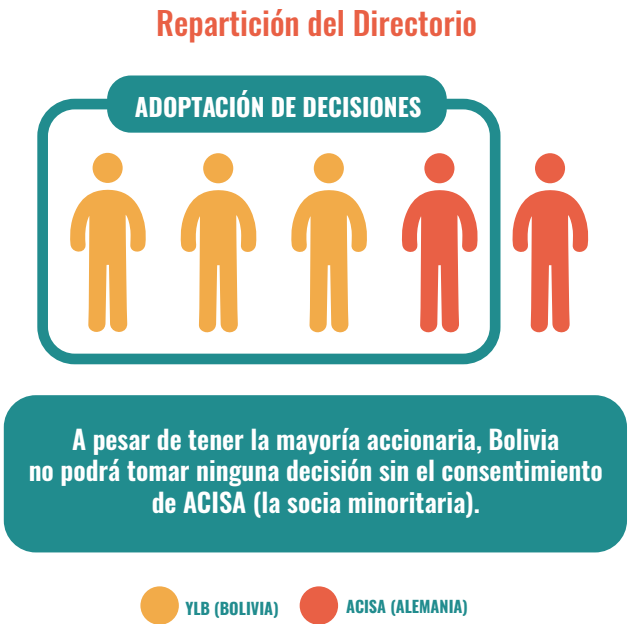 Repartición del Directorio
ADOPTACIÓN DE DECISIONES
A pesar de tener la mayoría accionaria, Bolivia
no podrá tomar ninguna decisión sin el consentimiento
de ACISA (la socia minoritaria).
YLB (BOLIVIA)
ACISA (ALEMANIA)